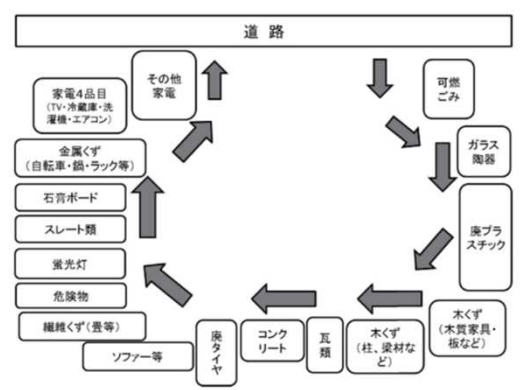 道 路
その他
家電
可燃
ごみ
家電4品目
(TV・冷蔵庫・洗
濯機・エアコン)
ガラス
陶器
金属くず
(自転車・鍋・ラック等)
石膏ボード
スレート類
廃プラ
スチック
蛍光灯
危険物
繊維くず(畳等)
ソファー等
廃タイヤ
コンク
リート
瓦類
木くず
(柱、梁材な
ど)
木くず
(木質家具・
板など)